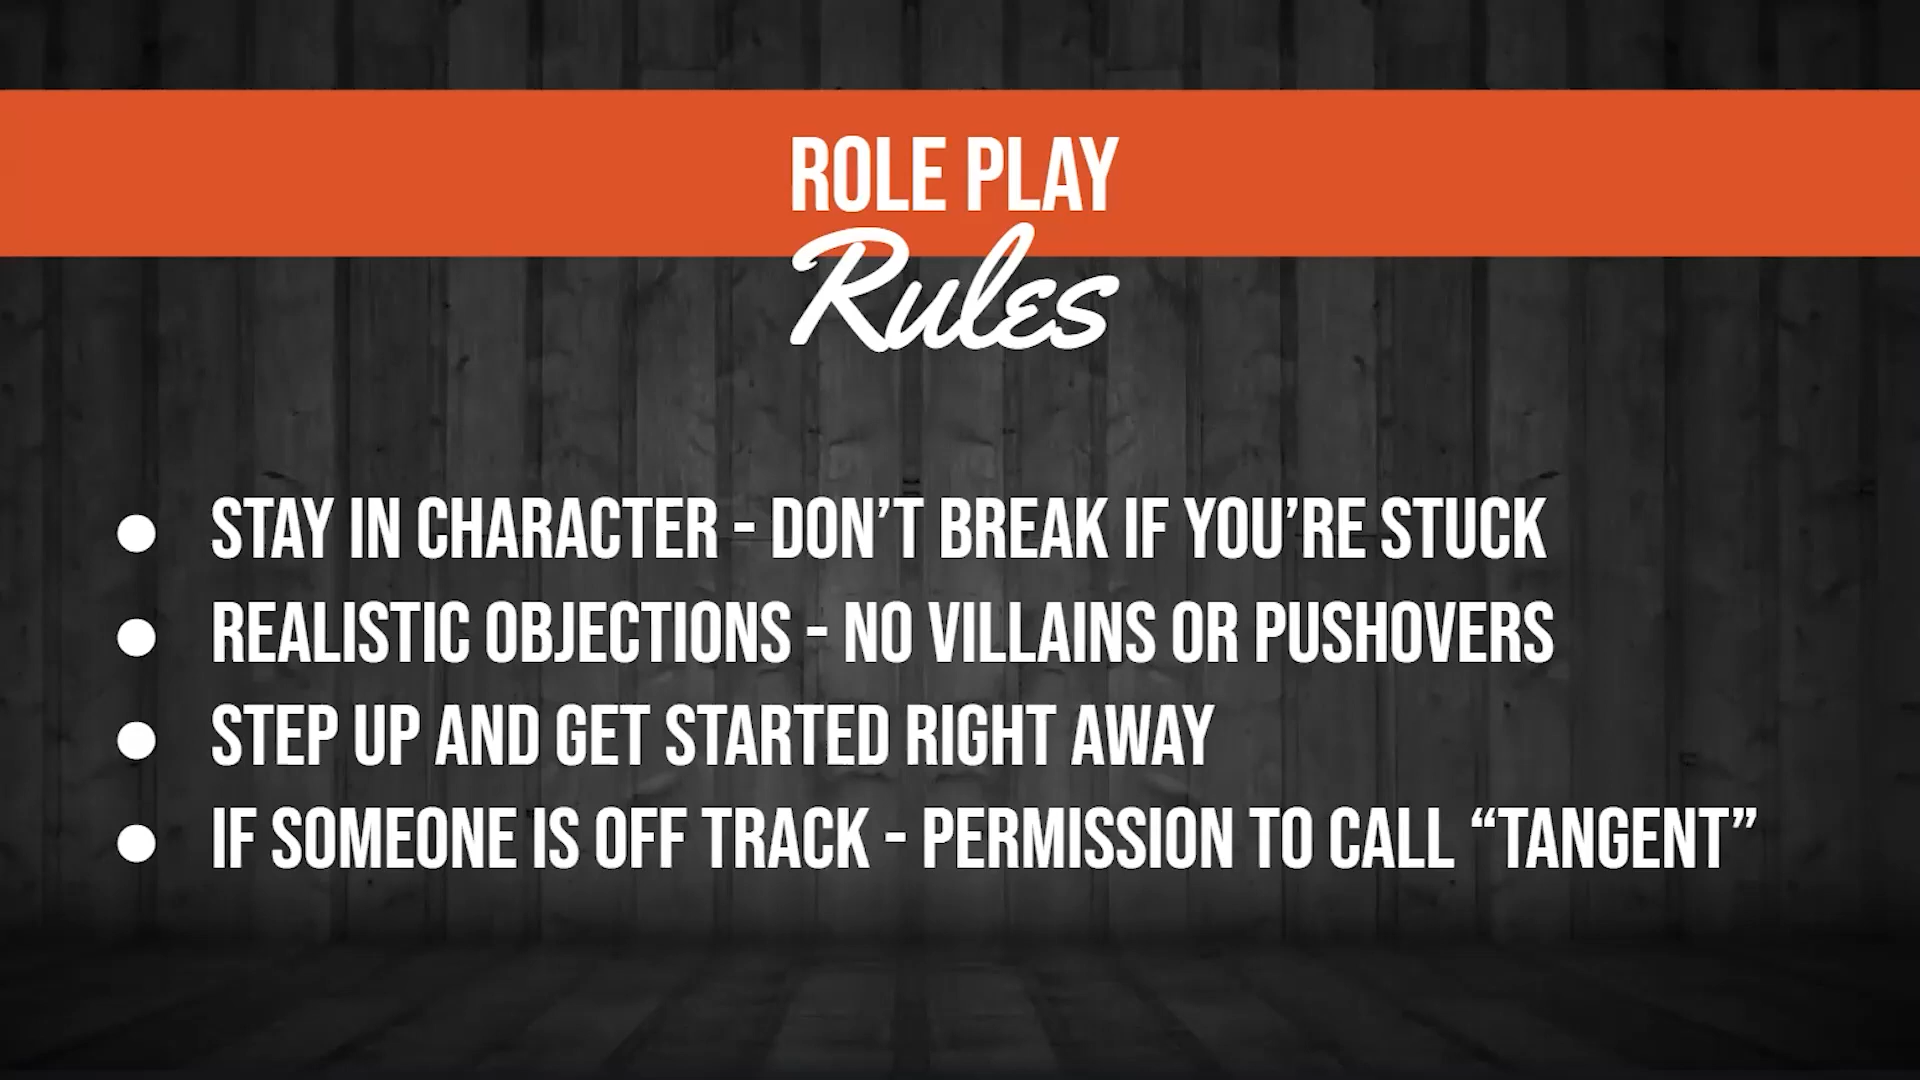 ROLE PLAY
Rules
● STAY IN CHARACTER - DON’T BREAK IF YOU’RE STUCK
● REALISTIC OBJECTIONS - NO VILLAINS OR PUSHOVERS
● STEP UP AND GET STARTED RIGHT AWAY
● IF SOMEONE IS OFF TRACK - PERMISSION TO CALL “TANGENT”